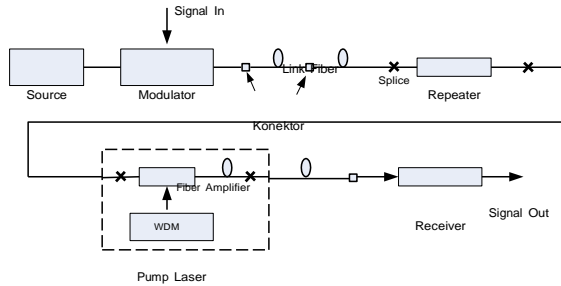 Signal In
Link Fiber
Splice
Source
Modulator
Repeater
Konektor
Fiber Amplifier
WDM
Signal Out
Receiver
Pump Laser